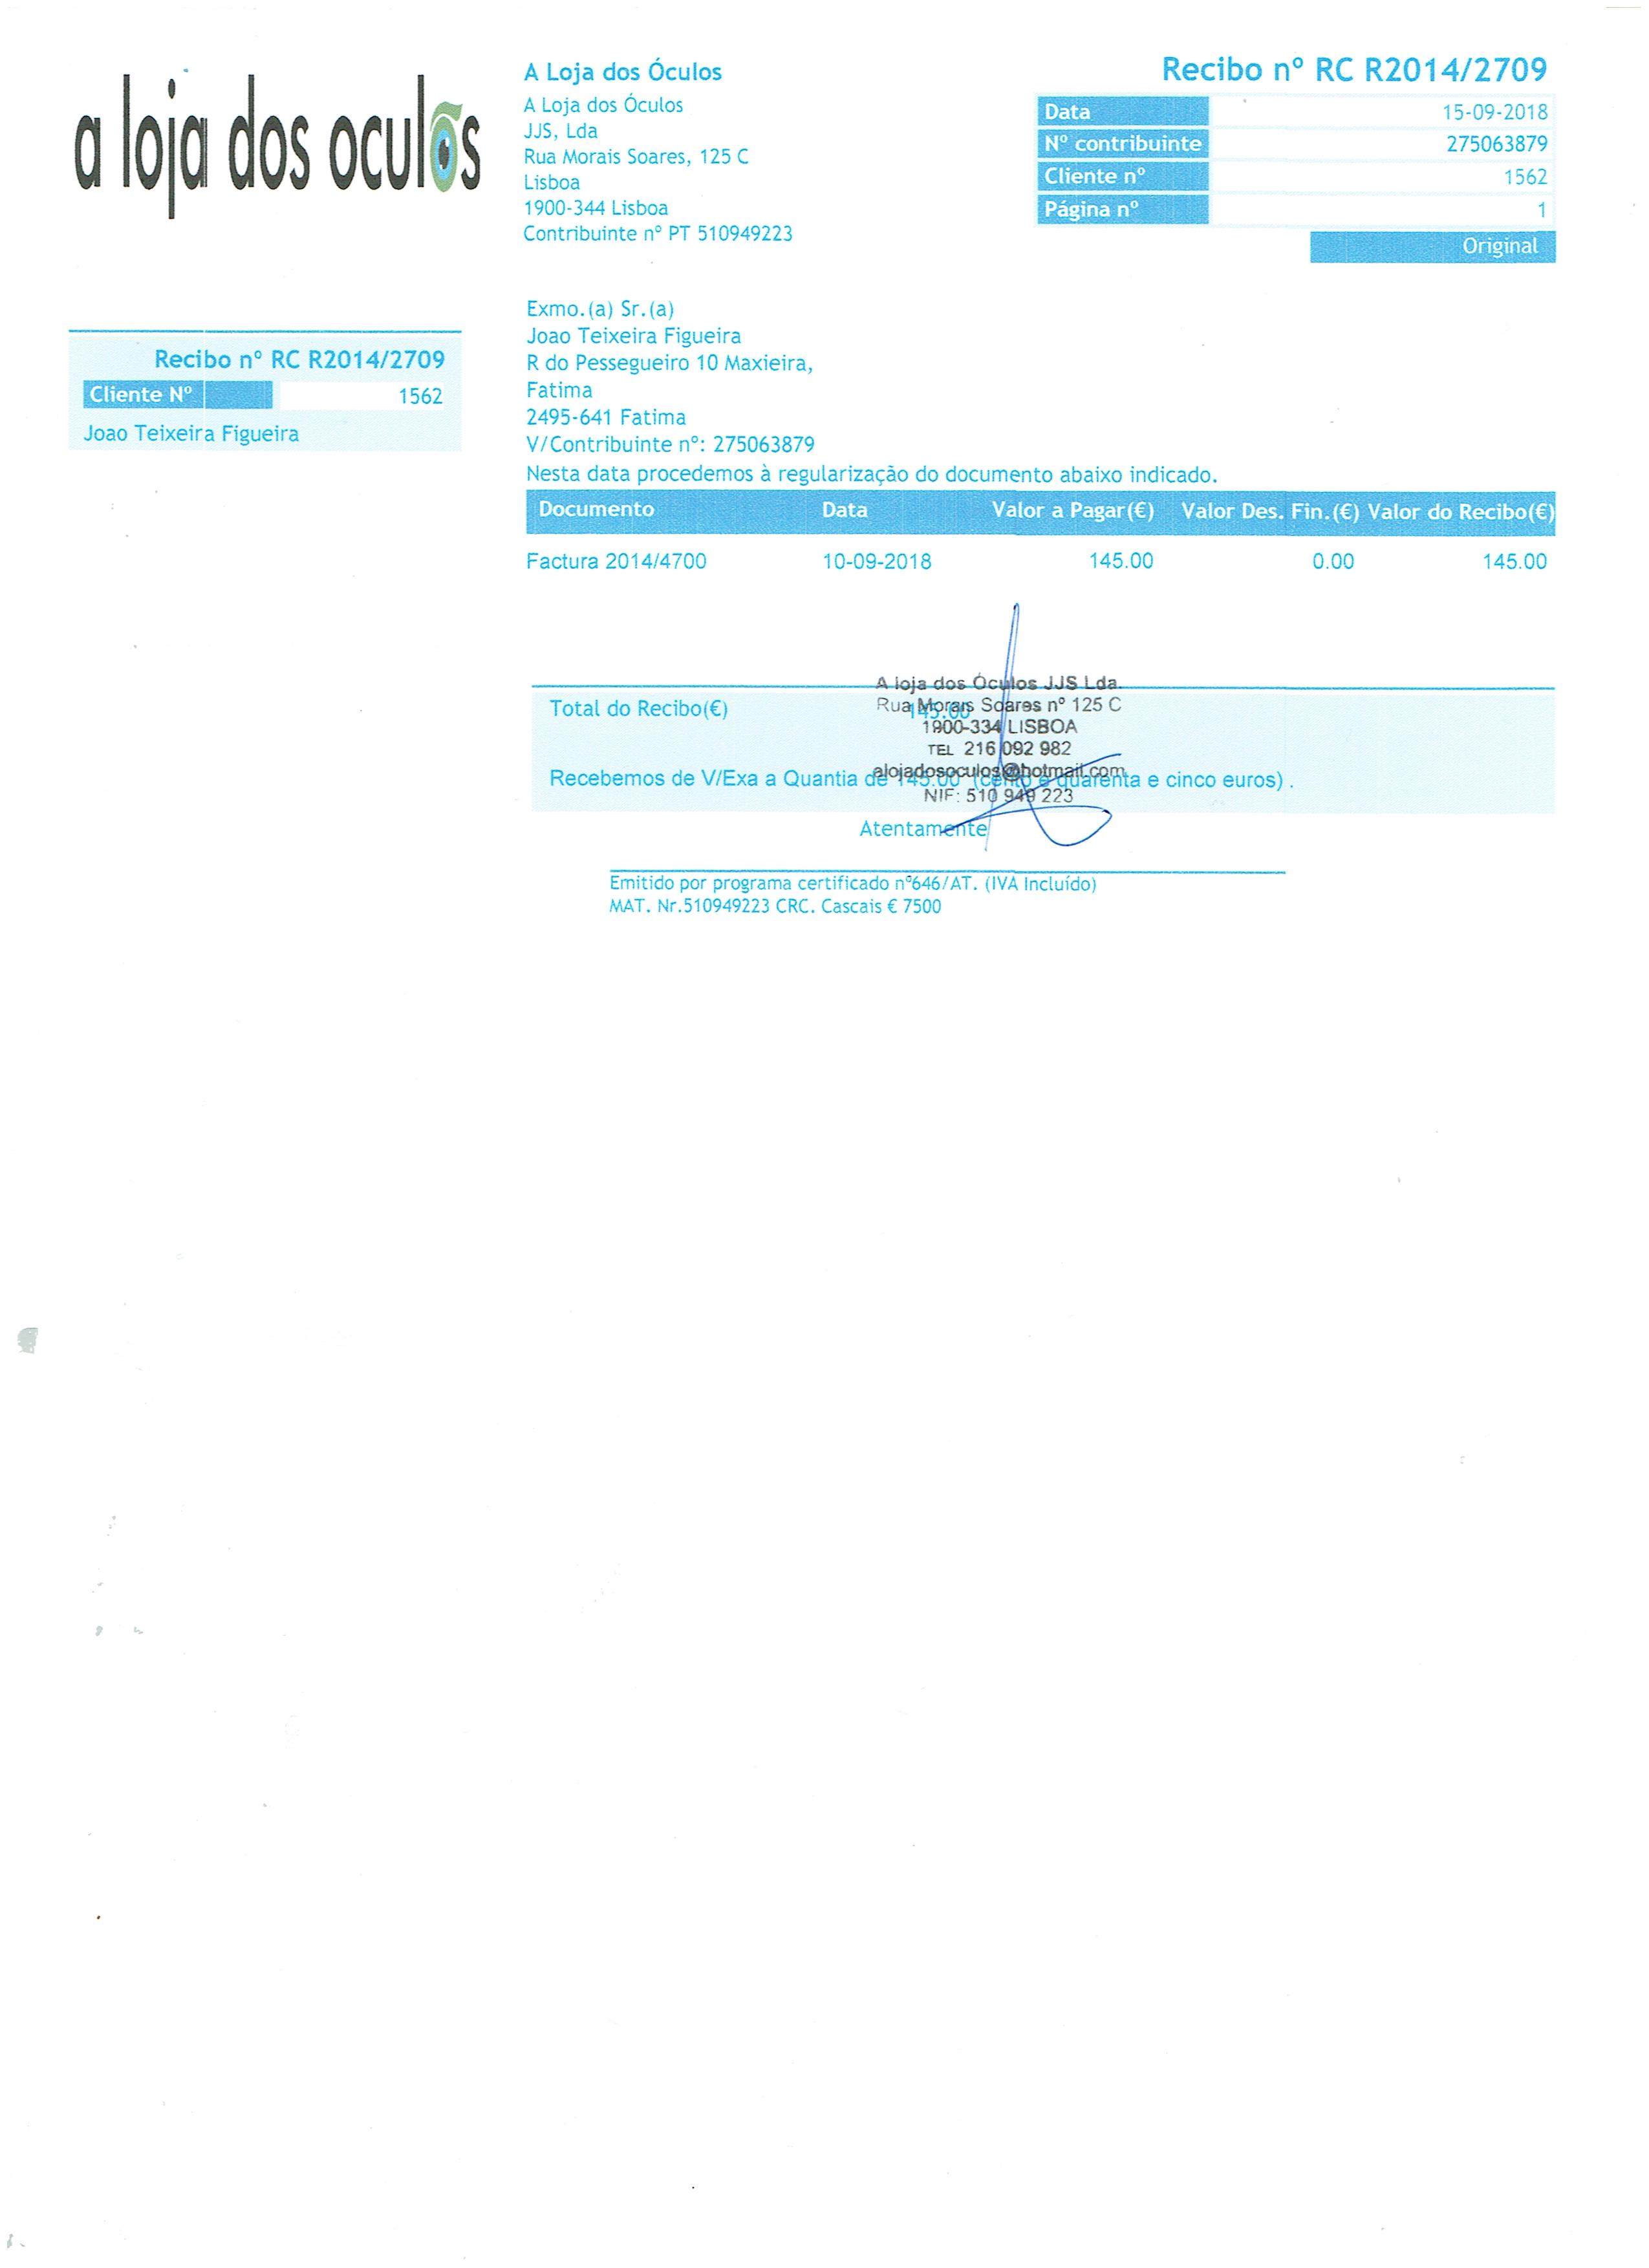 a loja dos oculos
A Loja dos Óculos
A Loja dos Óculos
JJS, Lda
Rua Morais Soares, 125 C
Lisboa
1900-344 Lisboa
Contribuinte nº PT 510949223
Recibo nº RC R2014/2709
Data 15-09-2018
Nº contribuinte 275063879
Cliente nº 1562
Página nº 1
Original
Recibo nº RC R2014/2709
Cliente Nº 1562
Joao Teixeira Figueira
Exmo.(a) Sr.(a)
Joao Teixeira Figueira
R do Pessegueiro 10 Maxieira,
Fatima
2495-641 Fatima
V/Contribuinte nº: 275063879
Nesta data procedemos à regularização do documento abaixo indicado.
Documento Data Valor a Pagar(€) Valor Des. Fin.(€) Valor do Recibo(€)
Factura 2014/4700 10-09-2018 145.00 0.00 145.00
Total do Recibo(€) 145.00
Recebemos de V/Exa a Quantia de 145.00 (cento e quarenta e cinco euros) .
A loja dos Óculos JJS Lda.
Rua Morais Soares nº 125 C
1900-334 LISBOA
TEL 216 092 982
alojadosoculos@hotmail.com
NIF: 510 949 223
Atentamente
Emitido por programa certificado nº646/AT. (IVA Incluído)
MAT. Nr.510949223 CRC. Cascais € 7500